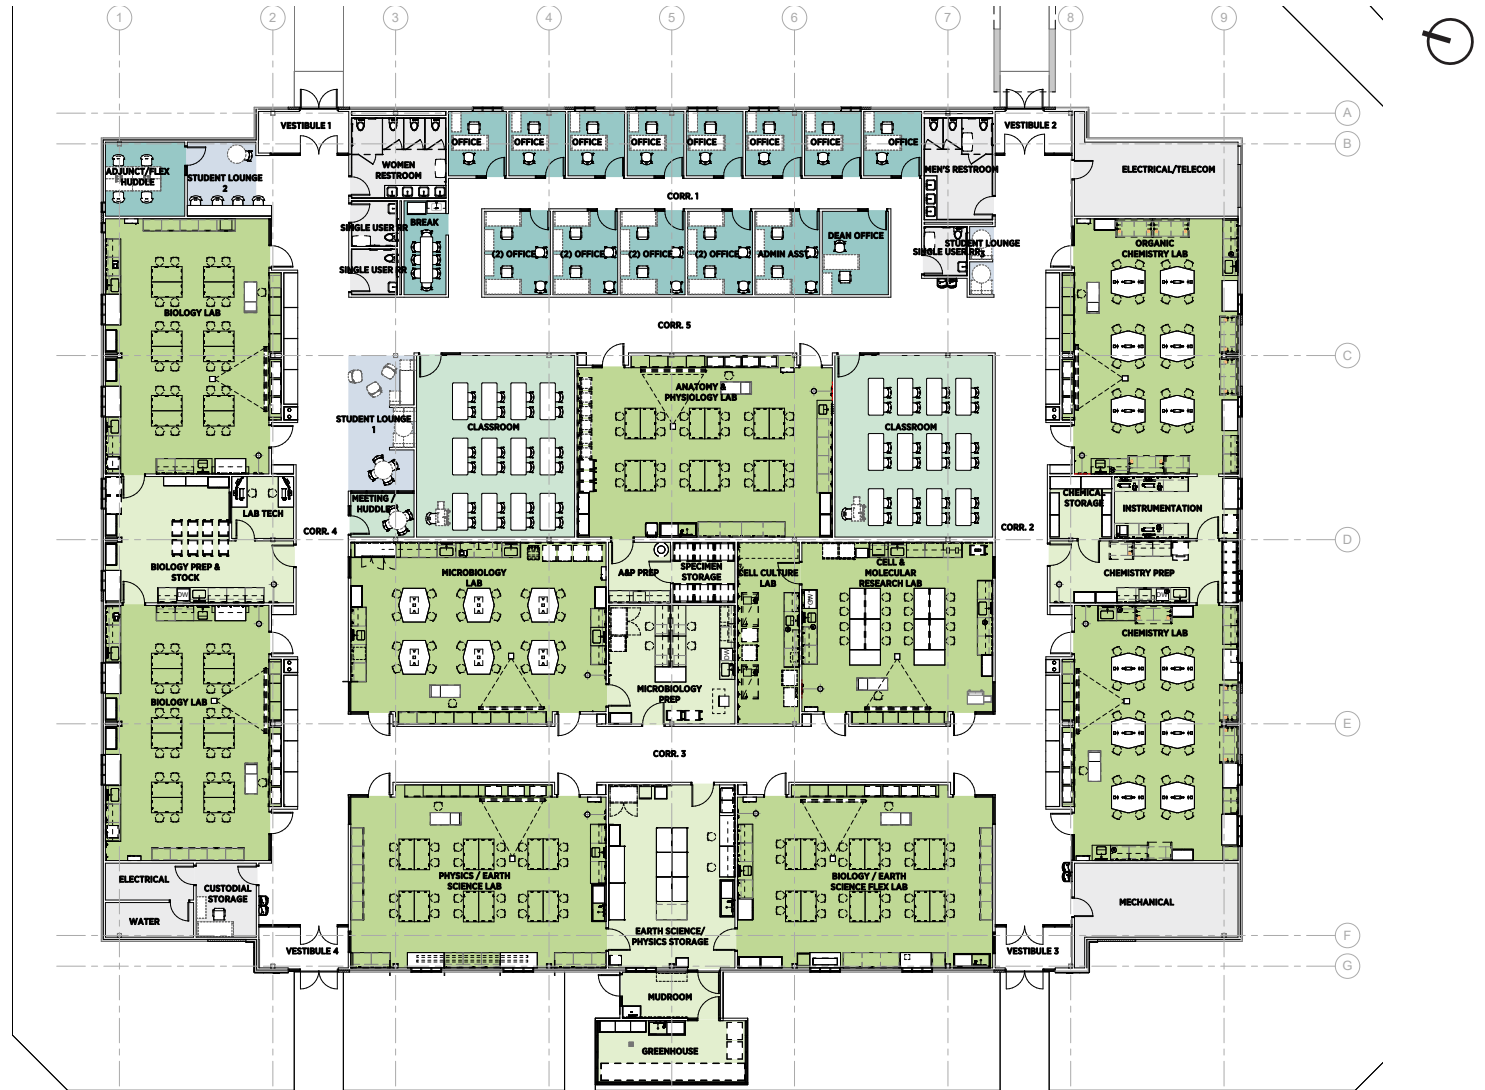 1 2 3 4 5 6 7 8 9
A
VESTIBULE 1
VESTIBULE 2
OFFICE OFFICE OFFICE OFFICE OFFICE OFFICE OFFICE OFFICE
B
WOMEN
RESTROOM
MEN'S RESTROOM
ELECTRICAL/TELECOM
ADJUNCT/FLEX
HUDDLE
STUDENT LOUNGE
2
CORR. 1
SINGLE USER RR
BREAK
DEAN OFFICE
STUDENT LOUNGE
3
SINGLE USER RR
ORGANIC
CHEMISTRY LAB
(2) OFFICE (2) OFFICE (2) OFFICE (2) OFFICE ADMIN ASST.
SINGLE USER RR
BIOLOGY LAB
CORR. 5
C
ANATOMY &
PHYSIOLOGY LAB
STUDENT LOUNGE
1
CLASSROOM
CLASSROOM
MEETING /
HUDDLE
CHEMICAL
STORAGE
INSTRUMENTATION
LAB TECH
CORR. 4
CORR. 2
D
BIOLOGY PREP &
STOCK
DW
MICROBIOLOGY
LAB
A&P PREP
SPECIMEN
STORAGE
CELL CULTURE
LAB
CELL &
MOLECULAR
RESEARCH LAB
CHEMISTRY PREP
DW
CHEMISTRY LAB
DW
MICROBIOLOGY
PREP
BIOLOGY LAB
E
CORR. 3
PHYSICS / EARTH
SCIENCE LAB
BIOLOGY / EARTH
SCIENCE FLEX LAB
ELECTRICAL
CUSTODIAL
STORAGE
WATER
MECHANICAL
EARTH SCIENCE/
PHYSICS STORAGE
F
VESTIBULE 4
VESTIBULE 3
G
MUDROOM
GREENHOUSE